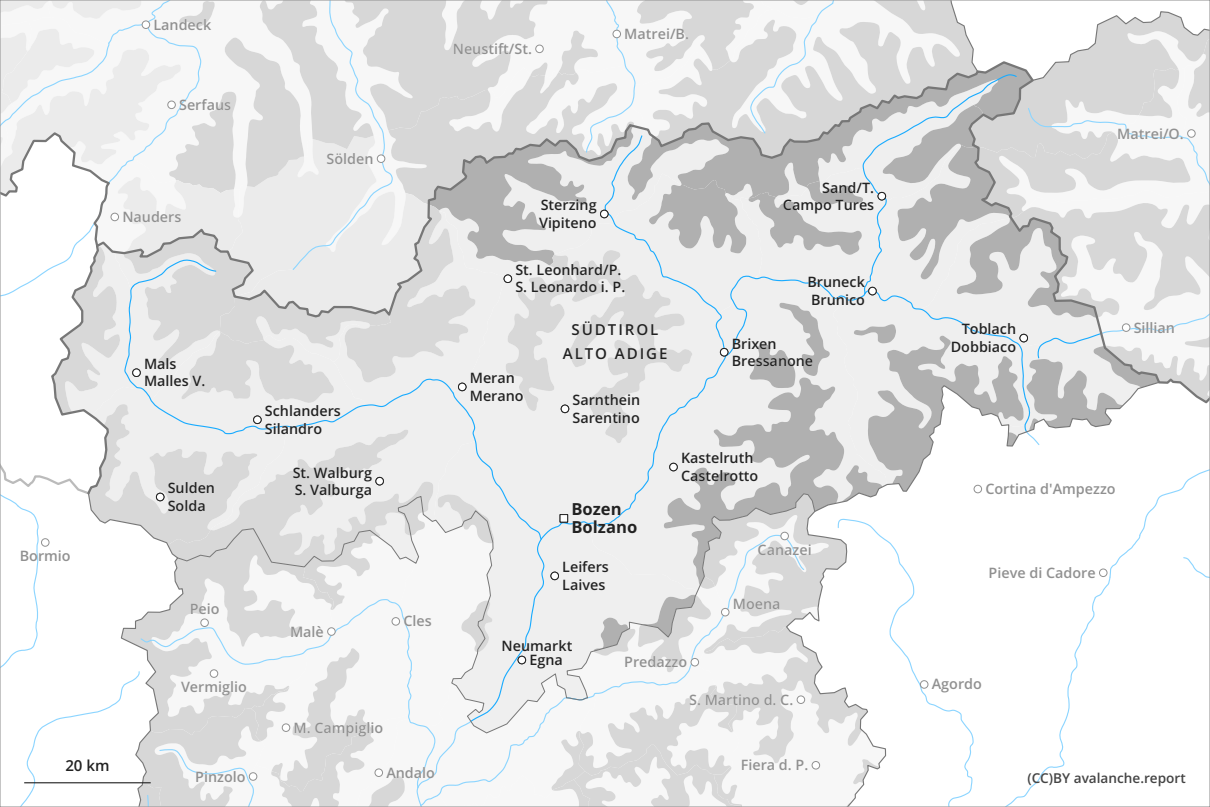 Landeck
Matrei/B.
Neustift/St.
Serfaus
Matrei/O.
Sölden
Sand/T.
Campo Tures
Sterzing
Vipiteno
Nauders
St. Leonhard/P.
S. Leonardo i. P.
Bruneck
Brunico
SÜDTIROL
ALTO ADIGE
Toblach
Dobbiaco
Sillian
Brixen
Bressanone
Mals
Malles V.
Meran
Merano
Schlanders
Silandro
Sarnthein
Sarentino
St. Walburg
S. Valburga
Kastelruth
Castelrotto
Sulden
Solda
Cortina d'Ampezzo
Bozen
Bolzano
Bormio
Canazei
Leifers
Laives
Pieve di Cadore
Peio
Moena
Malè
Cles
Neumarkt
Egna
Predazzo
Vermiglio
Agordo
S. Martino d. C.
M. Campiglio
20 km
Pinzolo
Andalo
Fiera d. P.
(CC)BY avalanche.report